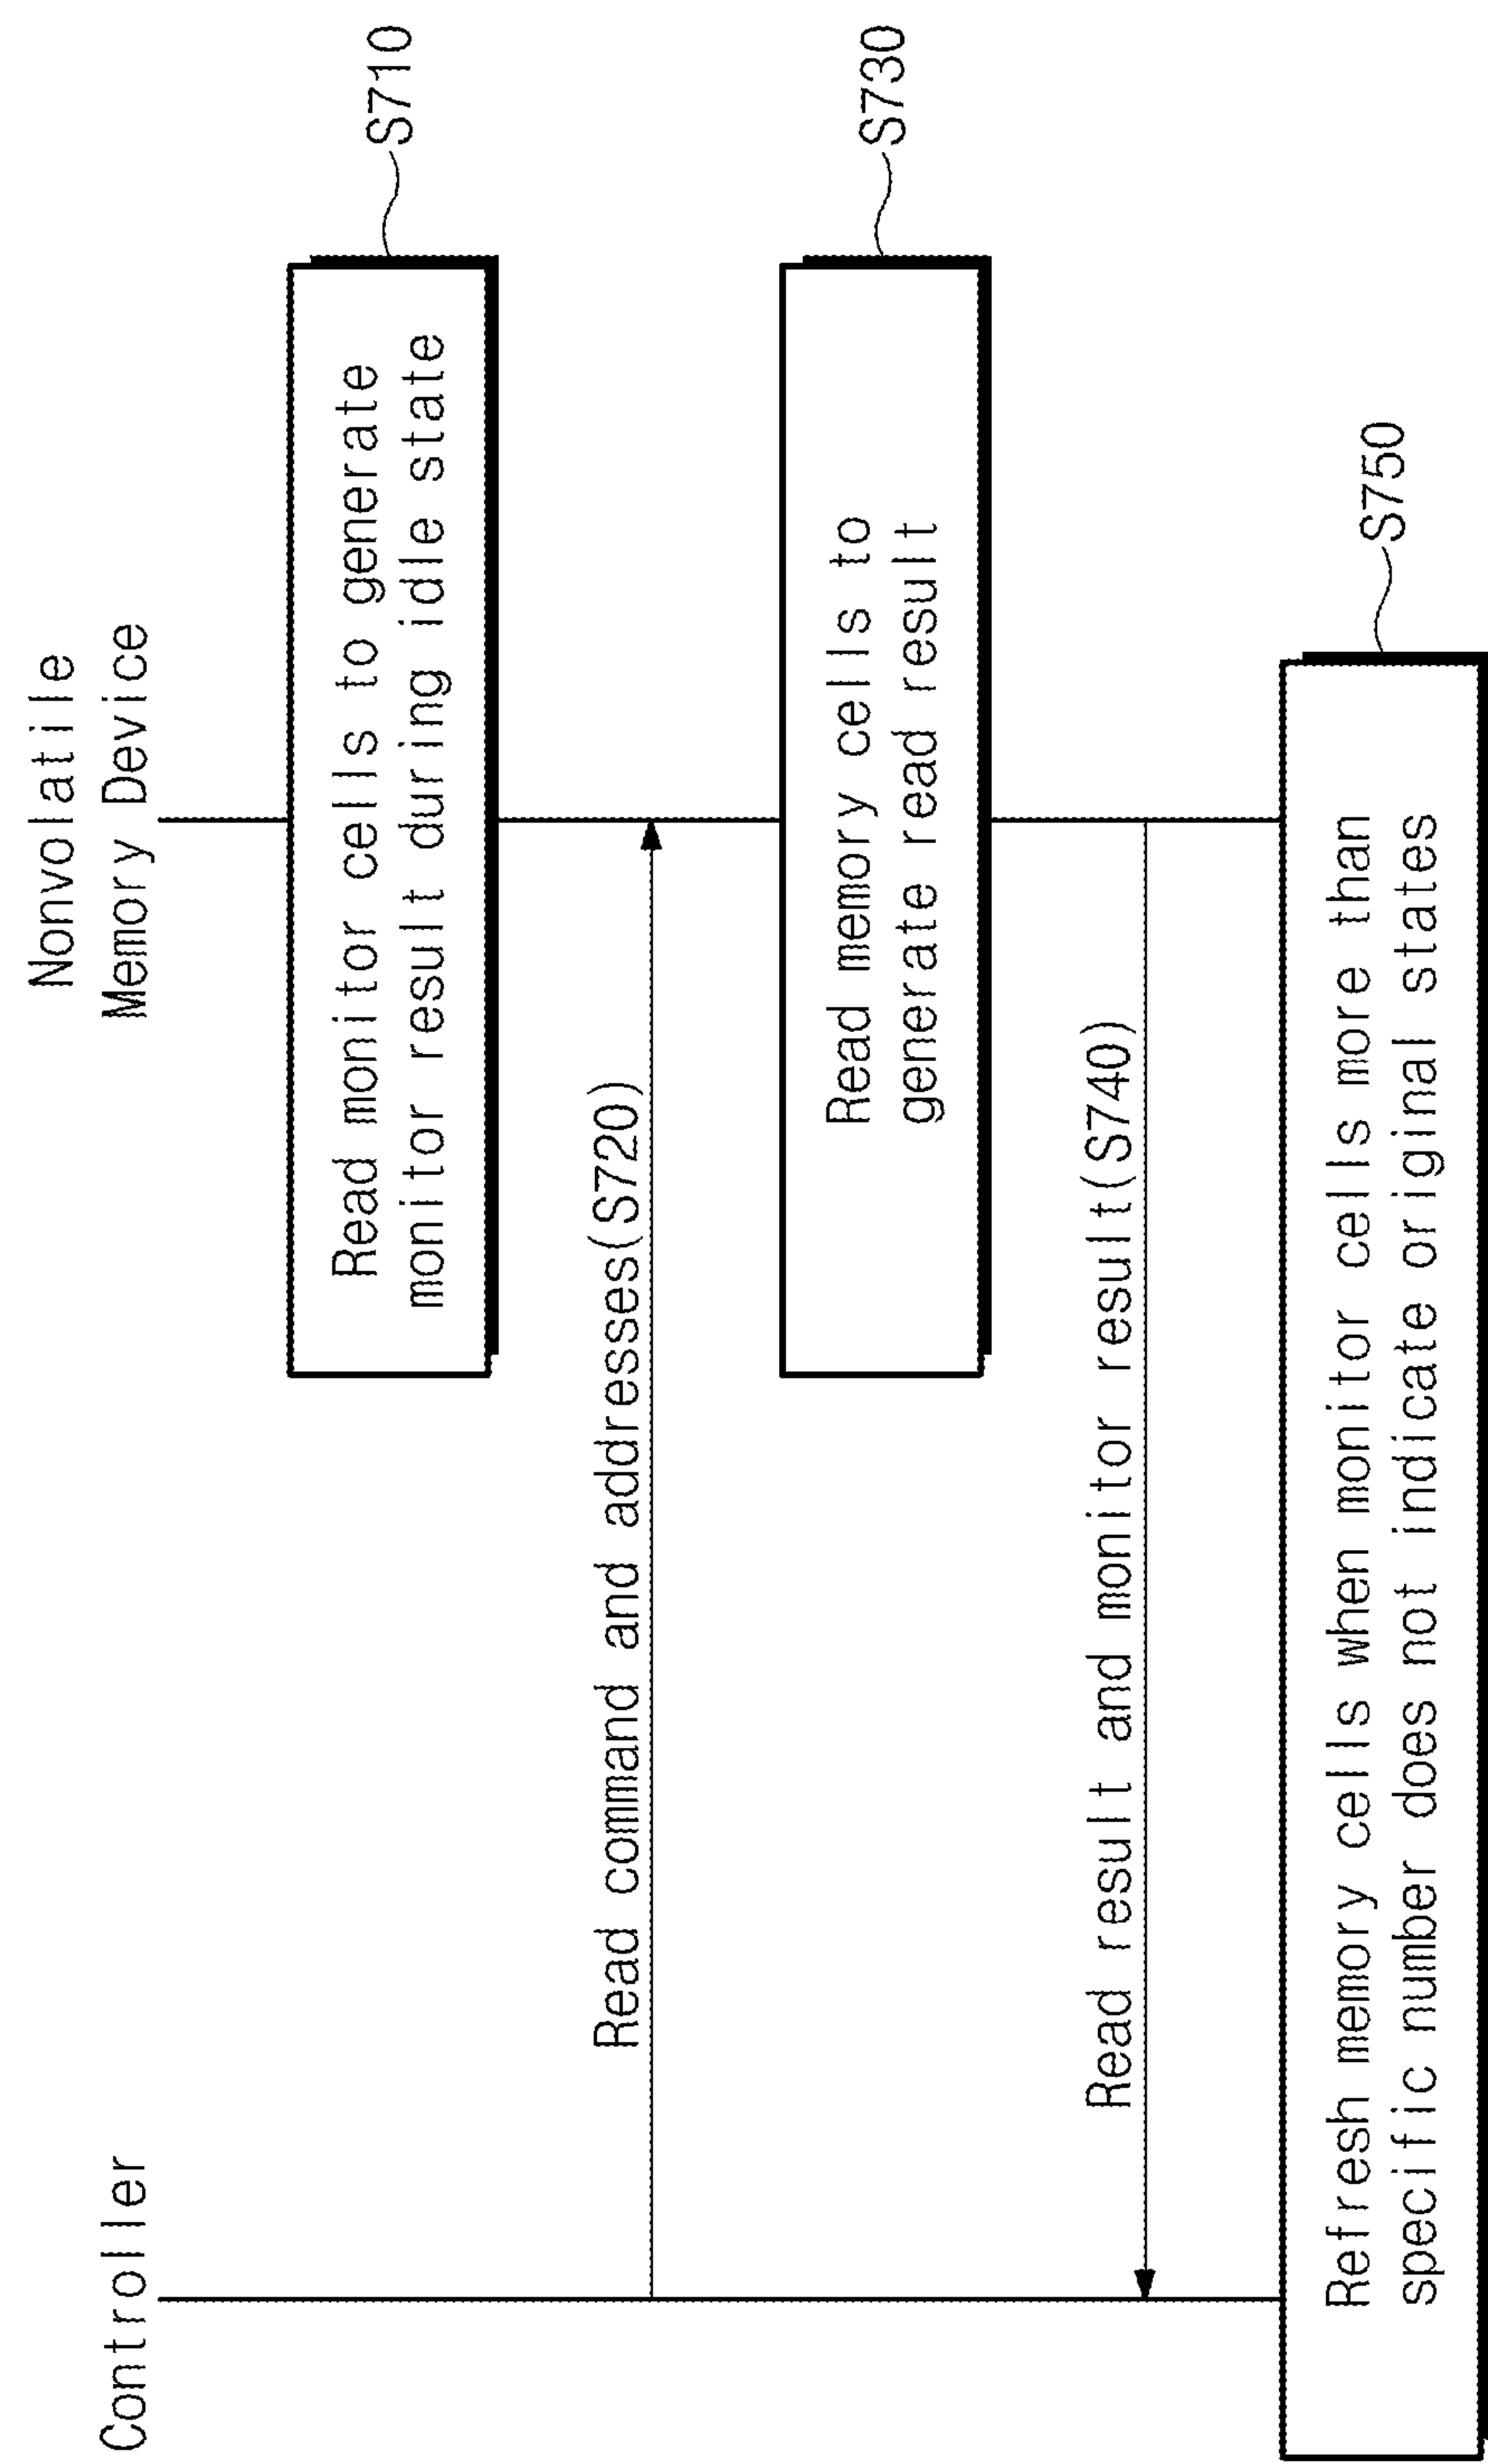 Controller
Nonvolatile
Memory Device
Read monitor cells to generate
monitor result during idle state
S710
Read command and addresses(S720)
Read memory cells to
generate read result
S730
Read result and monitor result(S740)
Refresh memory cells when monitor cells more than
specific number does not indicate original states
S750